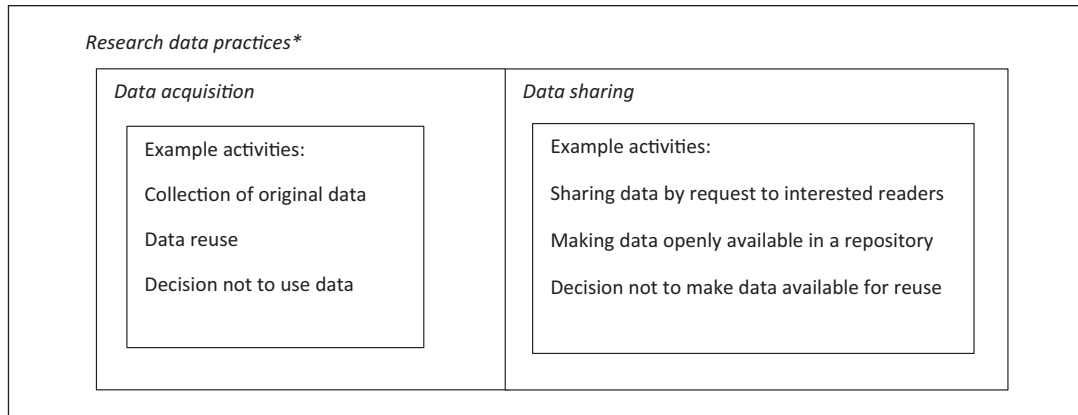 Research data practices*
Data acquisition
Example activities:
Collection of original data
Data reuse
Decision not to use data
Data sharing
Example activities:
Sharing data by request to interested readers
Making data openly available in a repository
Decision not to make data available for reuse